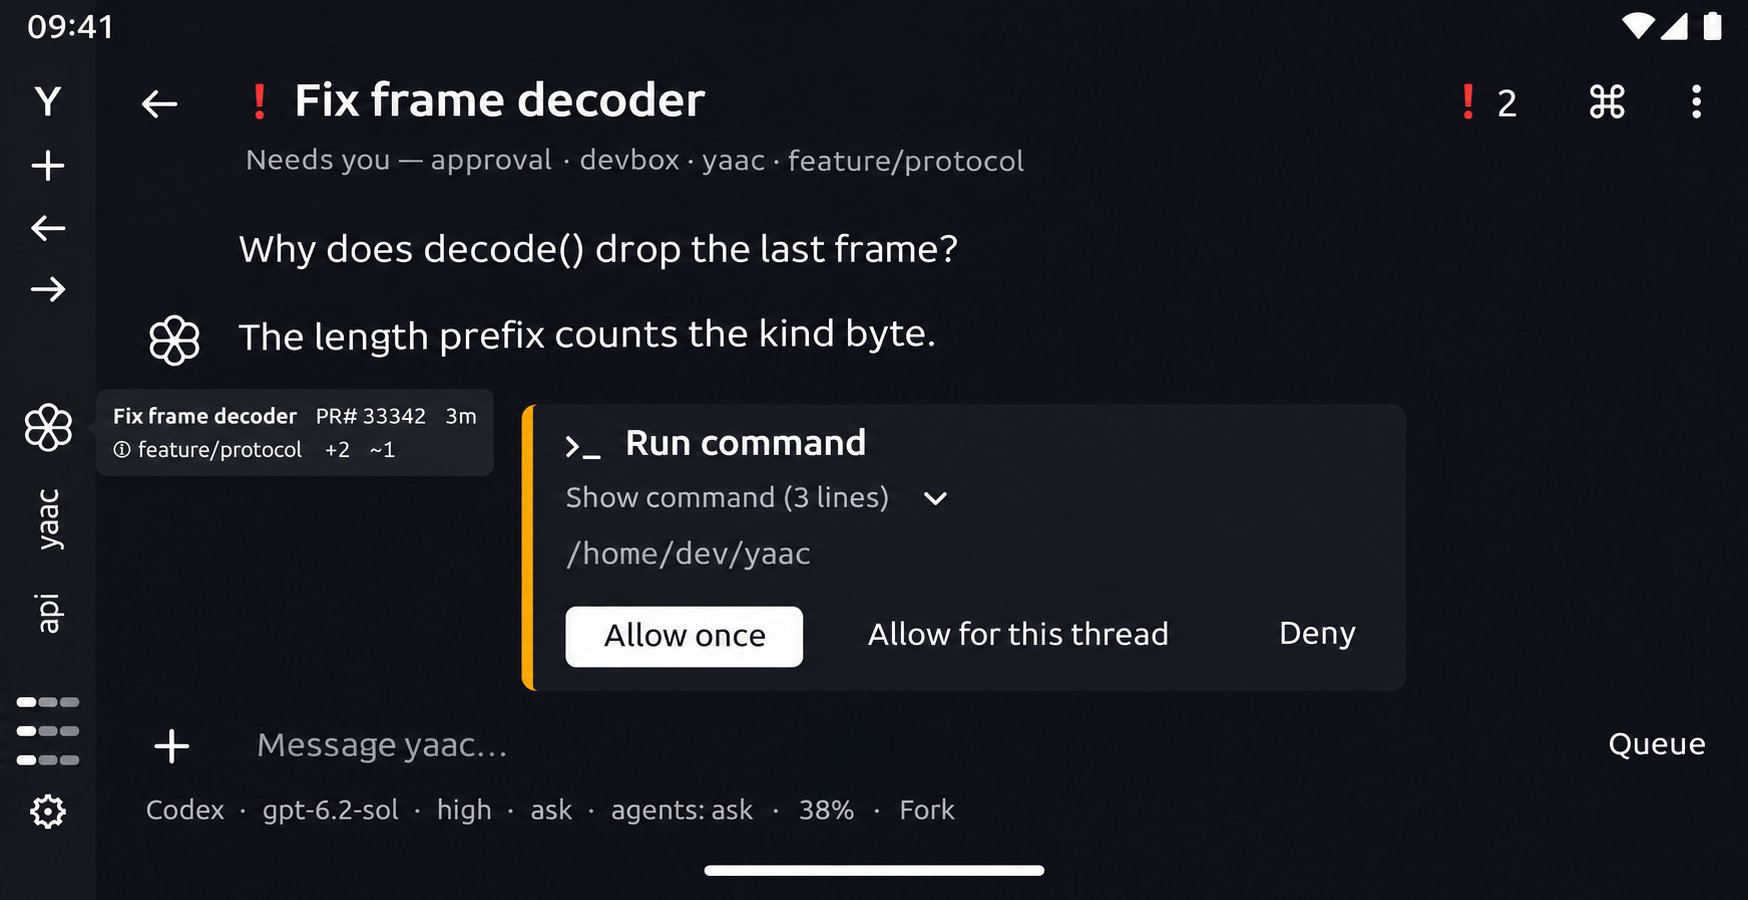 09:41
Y
❗ Fix frame decoder
❗ 2
Needs you — approval · devbox · yaac · feature/protocol
Why does decode() drop the last frame?
The length prefix counts the kind byte.
Fix frame decoder PR# 33342 3m
feature/protocol +2 ~1
yaac
api
>_ Run command
Show command (3 lines)
/home/dev/yaac
Allow once Allow for this thread Deny
+ Message yaac… Queue
Codex · gpt-6.2-sol · high · ask · agents: ask · 38% · Fork